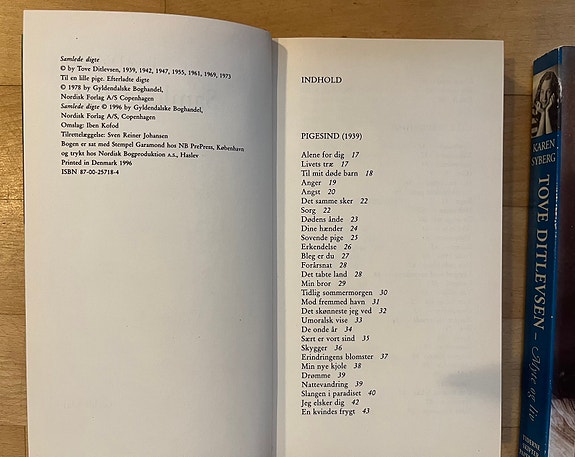 Samlede digte
© by Tove Ditlevsen, 1939, 1942, 1947, 1955, 1961, 1969, 1973
Til en lille pige. Efterladte digte
© 1978 by Gyldendalske Boghandel,
Nordisk Forlag A/S, Copenhagen
Samlede digte © 1996 by Gyldendalske Boghandel,
Nordisk Forlag A/S, Copenhagen
Omslag: Iben Kofod
Tilrettelæggelse: Sven Reiner Johansen
Bogen er sat med Stempel Garamond hos NB PrePress, København
og trykt hos Nordisk Bogproduktion a.s., Haslev
Printed in Denmark 1996
ISBN 87-00-25718-4
INDHOLD
PIGESIND (1939)
Alene for dig 17
Livets træ 17
Til mit døde barn 18
Anger 19
Angst 20
Det samme sker 22
Sorg 22
Dødens ånde 23
Dine hænder 24
Sovende pige 25
Erkendelse 26
Bleg er du 27
Forårsnat 28
Det tabte land 28
Min bror 29
Tidlig sommermorgen 30
Mod fremmed havn 31
Det skønneste jeg ved 32
Umoralsk vise 33
De onde år 34
Sært er vort sind 35
Skygger 36
Erindringens blomster 37
Min nye kjole 38
Drømme 39
Nattevandring 39
Slangen i paradiset 40
Jeg elsker dig 42
En kvindes frygt 43
KAREN
SYBERG
TOVE DITLEVSEN – Myte og liv